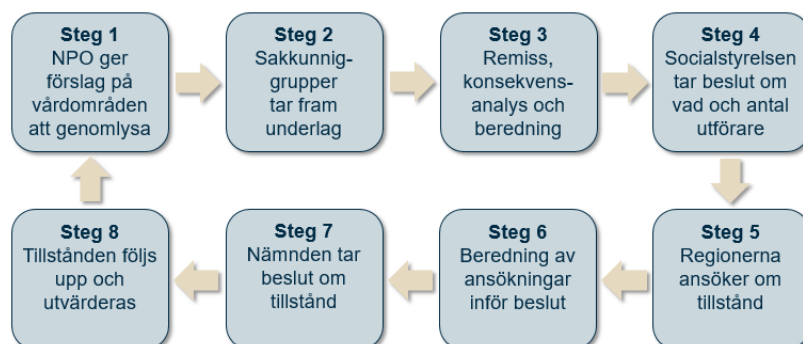 Steg 1
NPO ger
förslag på
vårdområden
att genomlysa
Steg 2
Sakkunnig-
grupper
tar fram
underlag
Steg 3
Remiss,
konsekvens-
analys och
beredning
Steg 4
Socialstyrelsen
tar beslut om
vad och antal
utförare
Steg 5
Regionerna
ansöker om
tillstånd
Steg 6
Beredning av
ansökningar
inför beslut
Steg 7
Nämnden tar
beslut om
tillstånd
Steg 8
Tillstånden följs
upp och
utvärderas